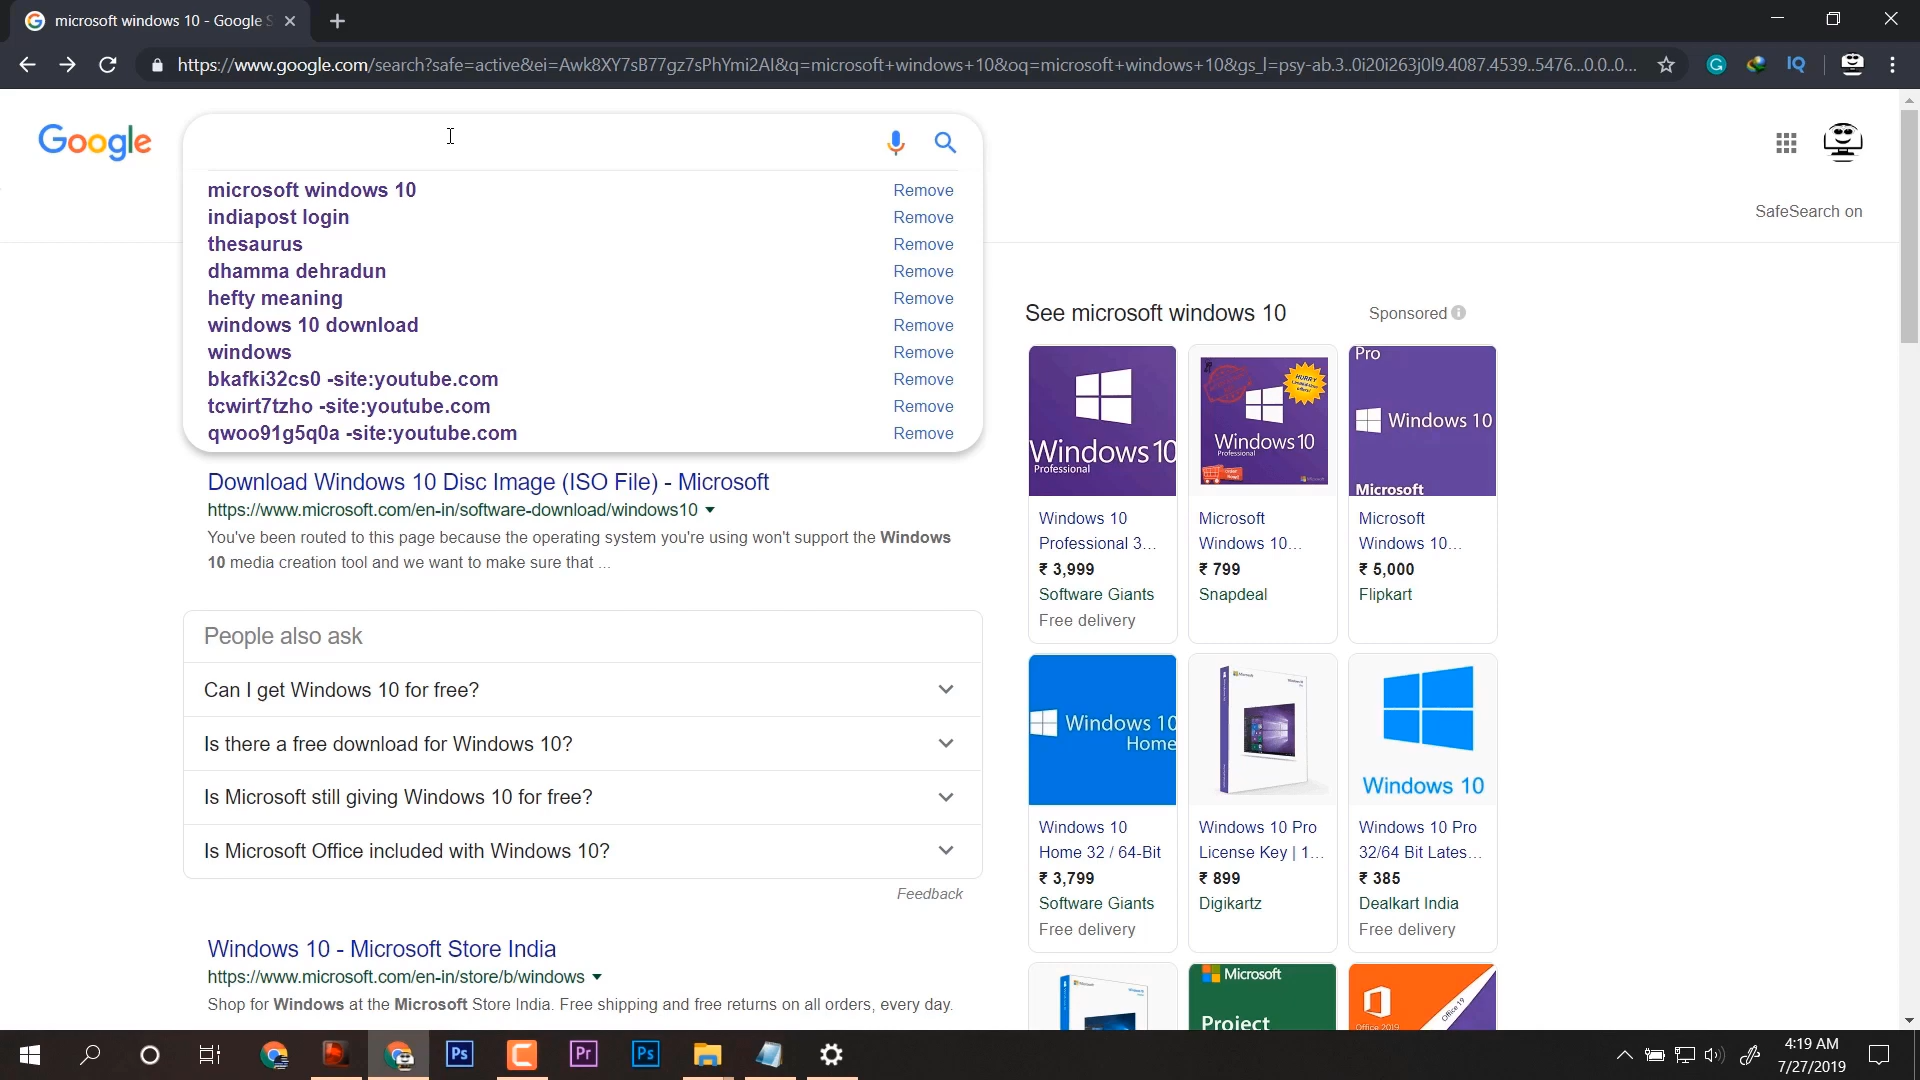 microsoft windows 10 - Google S
https://www.google.com/search?safe=active&ei=Awk8XY7sB77gz7sPhYmi2AI&q=microsoft+windows+10&oq=microsoft+windows+10&gs_l=psy-ab.3..0i20i263j0l9.4087.4539..5476...0.0..0...
IQ
Google
SafeSearch on
microsoft windows 10 Remove
indiapost login Remove
thesaurus Remove
dhamma dehradun Remove
hefty meaning Remove
windows 10 download Remove
windows Remove
bkafki32cs0 -site:youtube.com Remove
tcwirt7tzho -site:youtube.com Remove
qwoo91g5q0a -site:youtube.com Remove
Download Windows 10 Disc Image (ISO File) - Microsoft
https://www.microsoft.com/en-in/software-download/windows10
You've been routed to this page because the operating system you're using won't support the Windows
10 media creation tool and we want to make sure that ...
People also ask
Can I get Windows 10 for free?
Is there a free download for Windows 10?
Is Microsoft still giving Windows 10 for free?
Is Microsoft Office included with Windows 10?
Feedback
Windows 10 - Microsoft Store India
https://www.microsoft.com/en-in/store/b/windows
Shop for Windows at the Microsoft Store India. Free shipping and free returns on all orders, every day.
See microsoft windows 10
Sponsored
Windows 10
Professional
Windows 10
Professional 3...
₹ 3,999
Software Giants
Free delivery
HURRY
Windows 10
Professional
Microsoft
Windows 10...
₹ 799
Snapdeal
Pro
Windows 10
Microsoft
Microsoft
Windows 10...
₹ 5,000
Flipkart
Windows 10
Home
Windows 10
Home 32 / 64-Bit
₹ 3,799
Software Giants
Free delivery
Windows 10 Pro
License Key | 1...
₹ 899
Digikartz
Windows 10
Windows 10 Pro
32/64 Bit Lates...
₹ 385
Dealkart India
Free delivery
Microsoft
Project
Office 2019
Office 19
Ps
Pr
Ps
4:19 AM
7/27/2019